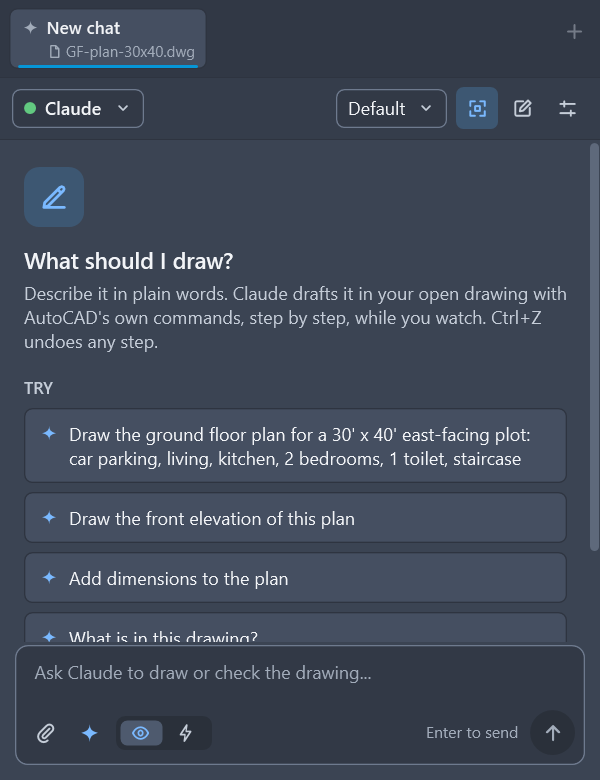 New chat
GF-plan-30x40.dwg
Claude
Default
What should I draw?
Describe it in plain words. Claude drafts it in your open drawing with
AutoCAD's own commands, step by step, while you watch. Ctrl+Z
undoes any step.
TRY
Draw the ground floor plan for a 30' x 40' east-facing plot:
car parking, living, kitchen, 2 bedrooms, 1 toilet, staircase
Draw the front elevation of this plan
Add dimensions to the plan
What is in this drawing?
Ask Claude to draw or check the drawing...
Enter to send